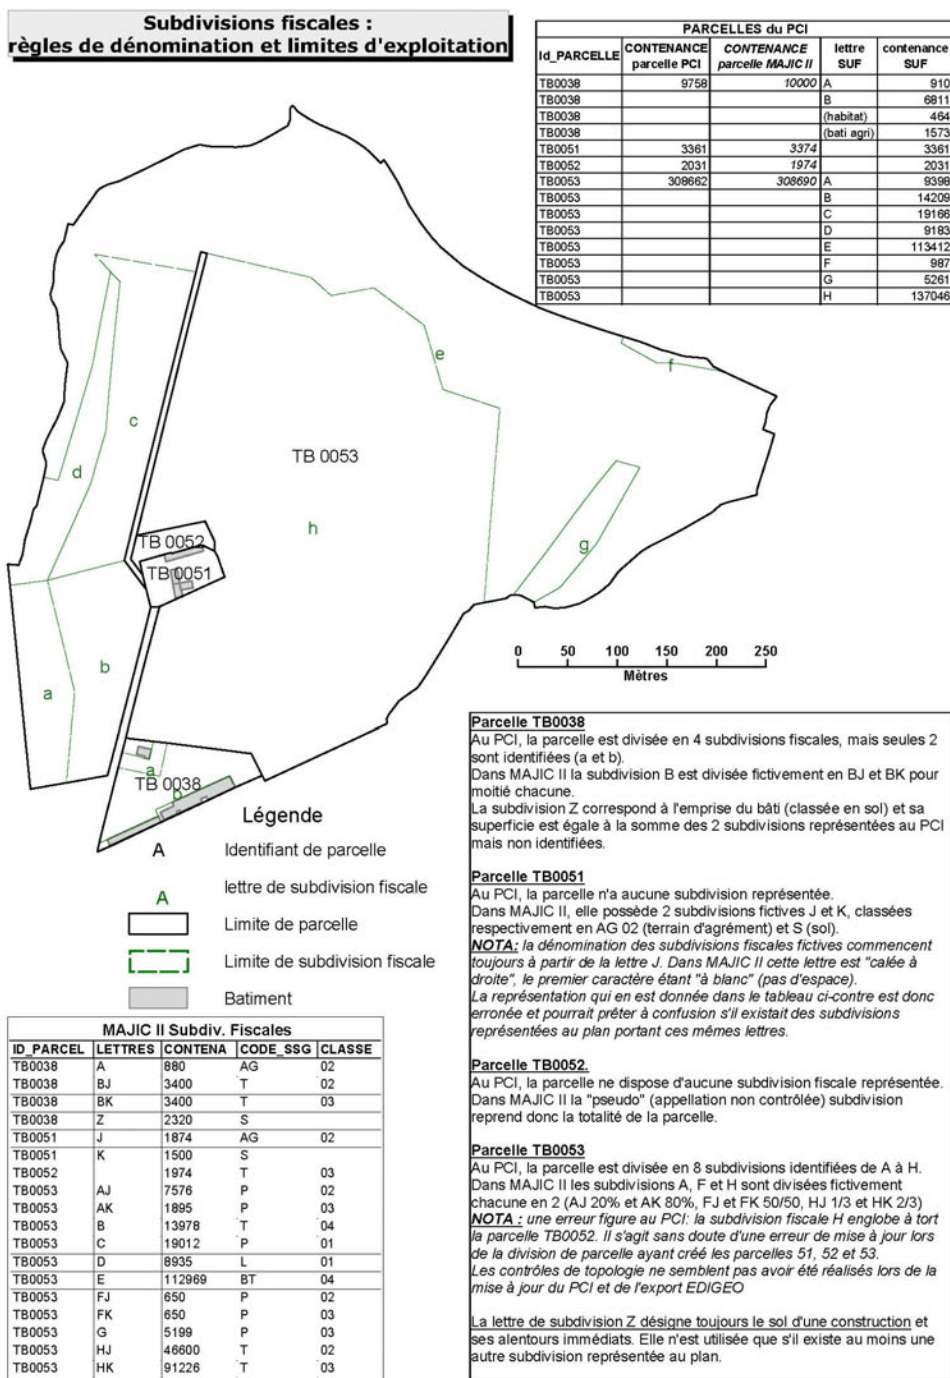 Subdivisions fiscales :
règles de dénomination et limites d'exploitation
PARCELLES du PCI
Id_PARCELLE CONTENANCE parcelle PCI CONTENANCE parcelle MAJIC II lettre SUF contenance SUF
TB0038 9758 10000 A 910
TB0038 B 6811
TB0038 (habitat) 464
TB0038 (bati agri) 1573
TB0051 3361 3374 3361
TB0052 2031 1974 2031
TB0053 308662 308690 A 9398
TB0053 B 14209
TB0053 C 19166
TB0053 D 9183
TB0053 E 113412
TB0053 F 987
TB0053 G 5261
TB0053 H 137046
e
f
c
TB 0053
d
h
g
TB 0052
TB 0051
b
a
0 50 100 150 200 250
Mètres
a
TB 0038
b
Légende
A Identifiant de parcelle
A lettre de subdivision fiscale
Limite de parcelle
Limite de subdivision fiscale
Batiment
MAJIC II Subdiv. Fiscales
ID_PARCEL LETTRES CONTENA CODE_SSG CLASSE
TB0038 A 880 AG 02
TB0038 BJ 3400 T 02
TB0038 BK 3400 T 03
TB0038 Z 2320 S
TB0051 J 1874 AG 02
TB0051 K 1500 S
TB0052 1974 T 03
TB0053 AJ 7576 P 02
TB0053 AK 1895 P 03
TB0053 B 13978 T 04
TB0053 C 19012 P 01
TB0053 D 8935 L 01
TB0053 E 112969 BT 04
TB0053 FJ 650 P 02
TB0053 FK 650 P 03
TB0053 G 5199 P 03
TB0053 HJ 46600 T 02
TB0053 HK 91226 T 03
Parcelle TB0038
Au PCI, la parcelle est divisée en 4 subdivisions fiscales, mais seules 2
sont identifiées (a et b).
Dans MAJIC II la subdivision B est divisée fictivement en BJ et BK pour
moitié chacune.
La subdivision Z correspond à l'emprise du bâti (classée en sol) et sa
superficie est égale à la somme des 2 subdivisions représentées au PCI
mais non identifiées.
Parcelle TB0051
Au PCI, la parcelle n'a aucune subdivision représentée.
Dans MAJIC II, elle possède 2 subdivisions fictives J et K, classées
respectivement en AG 02 (terrain d'agrément) et S (sol).
NOTA: la dénomination des subdivisions fiscales fictives commencent
toujours à partir de la lettre J. Dans MAJIC II cette lettre est "calée à
droite", le premier caractère étant "à blanc" (pas d'espace).
La représentation qui en est donnée dans le tableau ci-contre est donc
erronée et pourrait prêter à confusion s'il existait des subdivisions
représentées au plan portant ces mêmes lettres.
Parcelle TB0052.
Au PCI, la parcelle ne dispose d'aucune subdivision fiscale représentée.
Dans MAJIC II la "pseudo" (appellation non contrôlée) subdivision
reprend donc la totalité de la parcelle.
Parcelle TB0053
Au PCI, la parcelle est divisée en 8 subdivisions identifiées de A à H.
Dans MAJIC II les subdivisions A, F et H sont divisées fictivement
chacune en 2 (AJ 20% et AK 80%, FJ et FK 50/50, HJ 1/3 et HK 2/3)
NOTA : une erreur figure au PCI: la subdivision fiscale H englobe à tort
la parcelle TB0052. Il s'agit sans doute d'une erreur de mise à jour lors
de la division de parcelle ayant créé les parcelles 51, 52 et 53.
Les contrôles de topologie ne semblent pas avoir été réalisés lors de la
mise à jour du PCI et de l'export EDIGEO
La lettre de subdivision Z désigne toujours le sol d'une construction et
ses alentours immédiats. Elle n'est utilisée que s'il existe au moins une
autre subdivision représentée au plan.